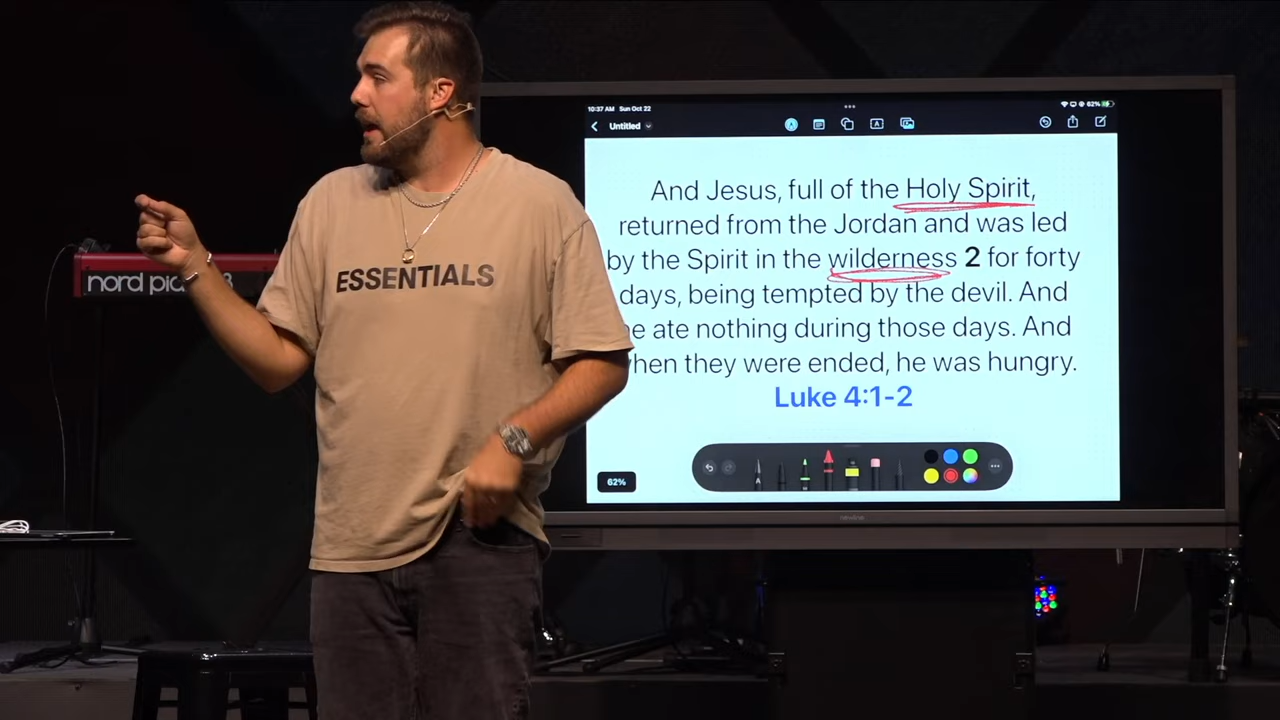 10:37 AM Sun Oct 22
62%
Untitled
And Jesus, full of the Holy Spirit,
returned from the Jordan and was led
by the Spirit in the wilderness 2 for forty
days, being tempted by the devil. And
he ate nothing during those days. And
when they were ended, he was hungry.
Luke 4:1-2
62%
ESSENTIALS
nord
newline